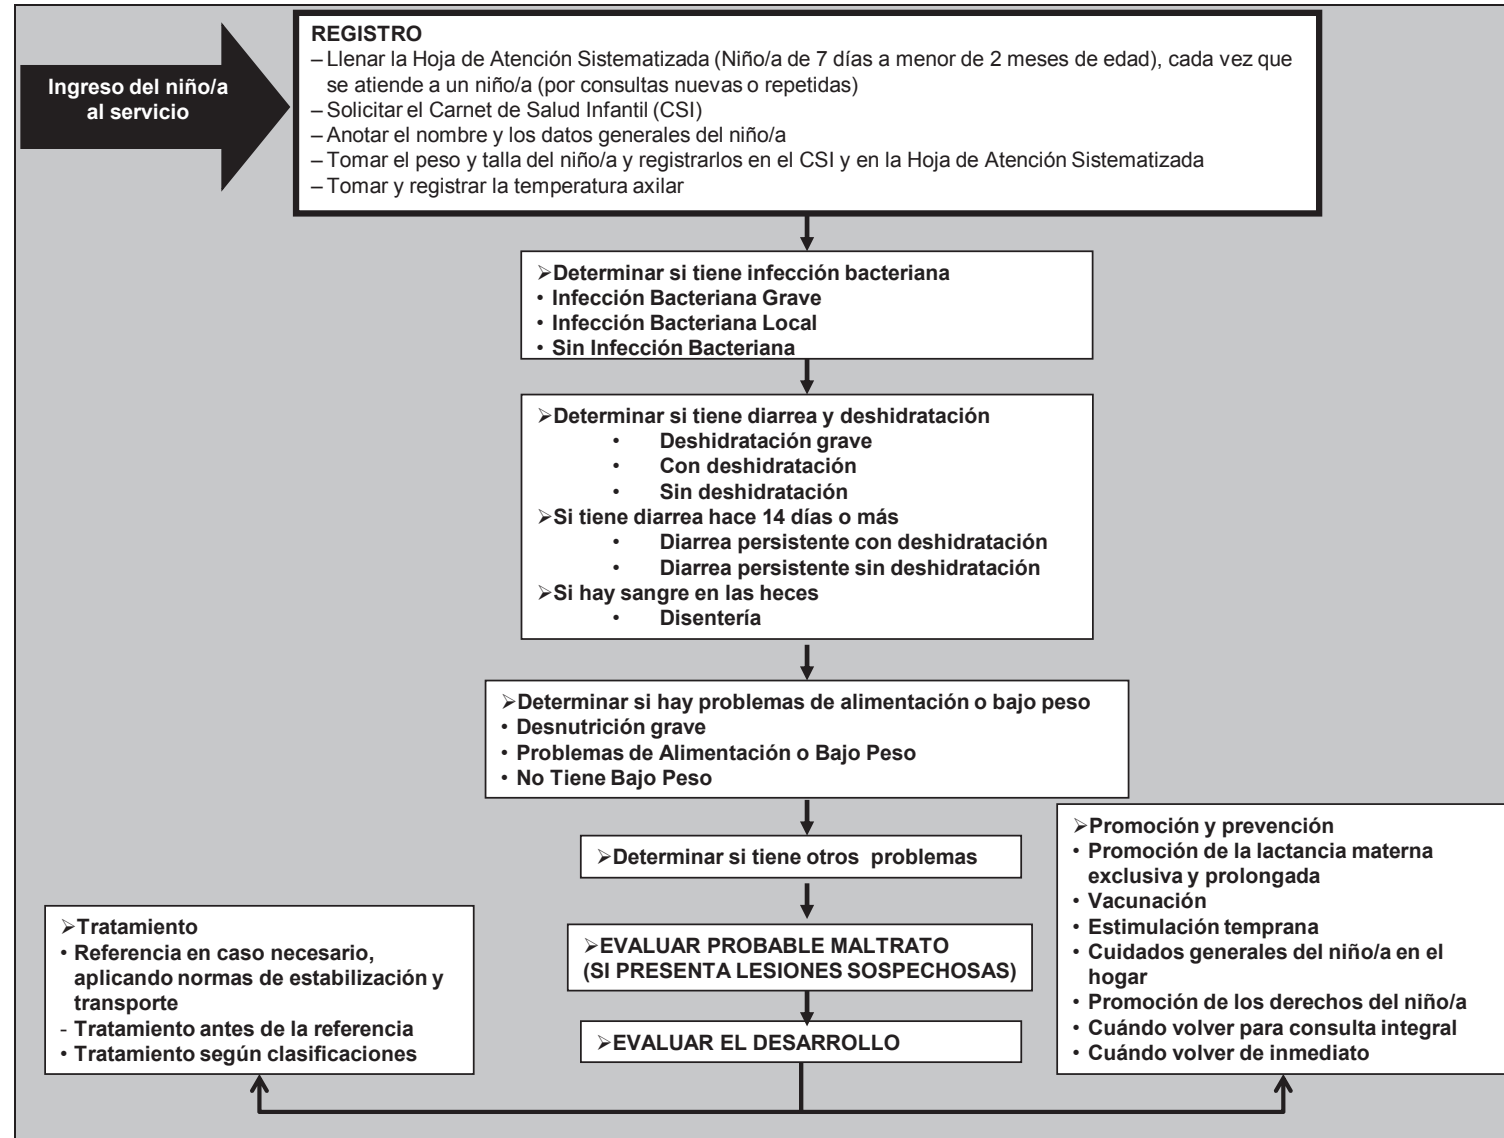 Ingreso del niño/a
al servicio
REGISTRO
– Llenar la Hoja de Atención Sistematizada (Niño/a de 7 días a menor de 2 meses de edad), cada vez que
se atiende a un niño/a (por consultas nuevas o repetidas)
– Solicitar el Carnet de Salud Infantil (CSI)
– Anotar el nombre y los datos generales del niño/a
– Tomar el peso y talla del niño/a y registrarlos en el CSI y en la Hoja de Atención Sistematizada
– Tomar y registrar la temperatura axilar
➢Determinar si tiene infección bacteriana
• Infección Bacteriana Grave
• Infección Bacteriana Local
• Sin Infección Bacteriana
➢Determinar si tiene diarrea y deshidratación
• Deshidratación grave
• Con deshidratación
• Sin deshidratación
➢Si tiene diarrea hace 14 días o más
• Diarrea persistente con deshidratación
• Diarrea persistente sin deshidratación
➢Si hay sangre en las heces
• Disentería
➢Determinar si hay problemas de alimentación o bajo peso
• Desnutrición grave
• Problemas de Alimentación o Bajo Peso
• No Tiene Bajo Peso
➢Determinar si tiene otros problemas
➢EVALUAR PROBABLE MALTRATO
(SI PRESENTA LESIONES SOSPECHOSAS)
➢EVALUAR EL DESARROLLO
➢Tratamiento
• Referencia en caso necesario,
aplicando normas de estabilización y
transporte
- Tratamiento antes de la referencia
• Tratamiento según clasificaciones
➢Promoción y prevención
• Promoción de la lactancia materna
exclusiva y prolongada
• Vacunación
• Estimulación temprana
• Cuidados generales del niño/a en el
hogar
• Promoción de los derechos del niño/a
• Cuándo volver para consulta integral
• Cuándo volver de inmediato